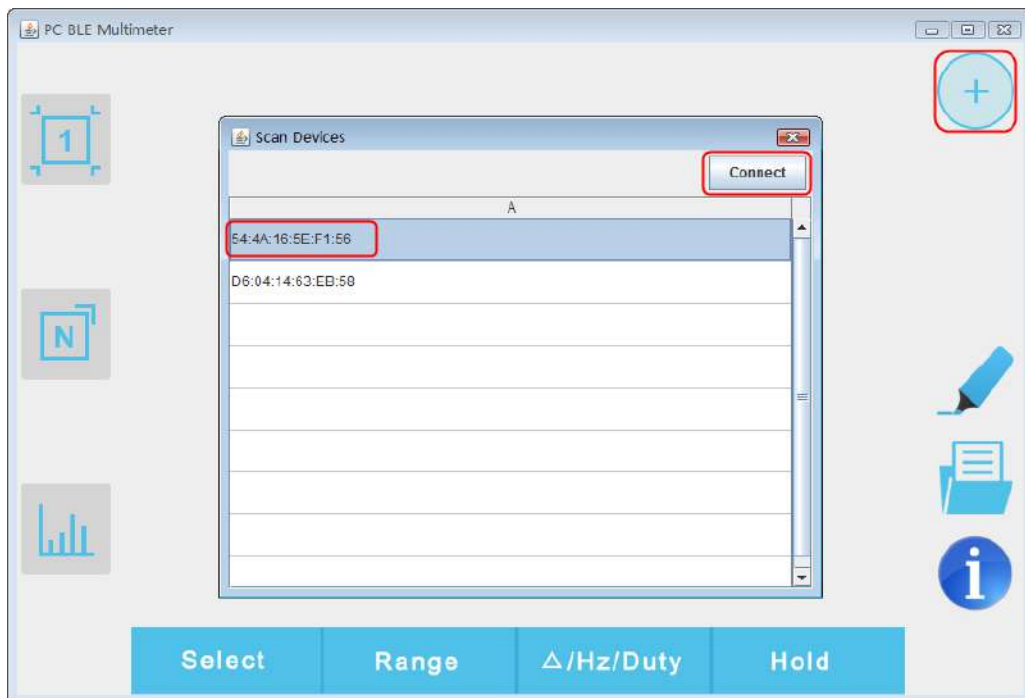 PC BLE Multimeter
1
Scan Devices
Connect
A
54:4A:16:5E:F1:56
D6:04:14:63:EB:58
N
i
Select Range △/Hz/Duty Hold